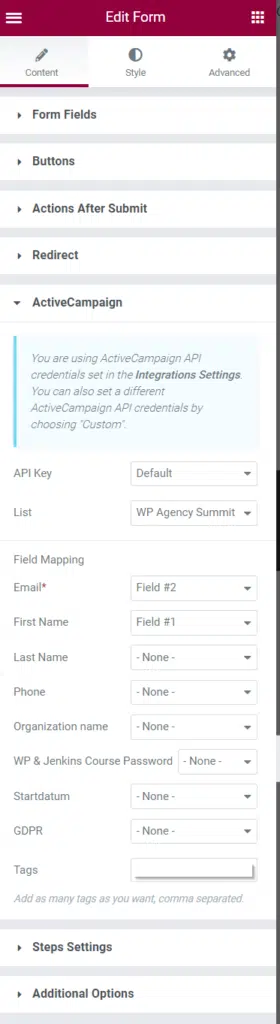 Edit Form
Content Style Advanced
Form Fields
Buttons
Actions After Submit
Redirect
ActiveCampaign
You are using ActiveCampaign API
credentials set in the Integrations Settings.
You can also set a different
ActiveCampaign API credentials by
choosing "Custom".
API Key Default
List WP Agency Summit
Field Mapping
Email* Field #2
First Name Field #1
Last Name - None -
Phone - None -
Organization name - None -
WP & Jenkins Course Password - None -
Startdatum - None -
GDPR - None -
Tags
Add as many tags as you want, comma separated.
Steps Settings
Additional Options